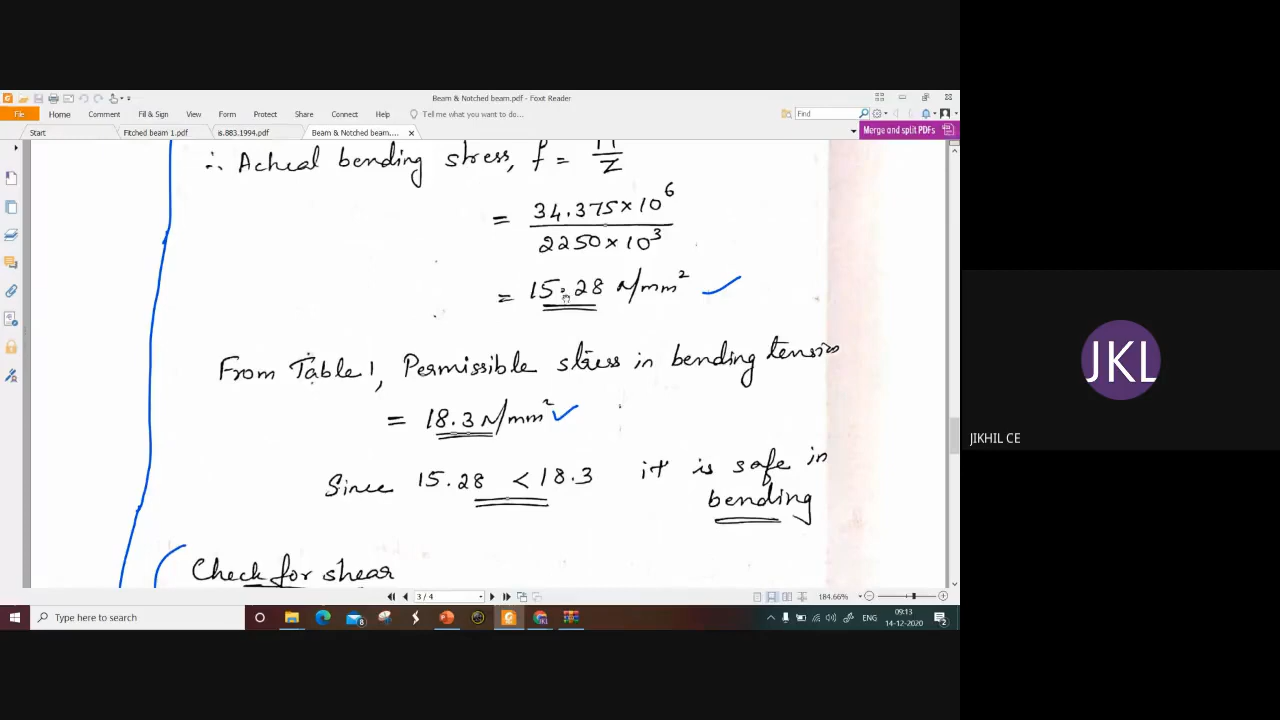 Beam & Notched beam.pdf - Foxit Reader
File Home Comment Fill & Sign View Form Protect Share Connect Help Tell me what you want to do... Find
Start Fitched beam 1.pdf is.883.1994.pdf Beam & Notched beam.... × Merge and split PDFs
∴ Actual bending stress, f = M/Z
= 34.375×10⁶ / 2250×10³
= 15.28 N/mm² ✓
From Table 1, Permissible stress in bending tension
= 18.3 N/mm² ✓
Since 15.28 < 18.3 it is safe in
bending
Check for shear
3 / 4 184.66%
Type here to search 8 ENG 09:13
14-12-2020 2
JKL
JIKHIL CE